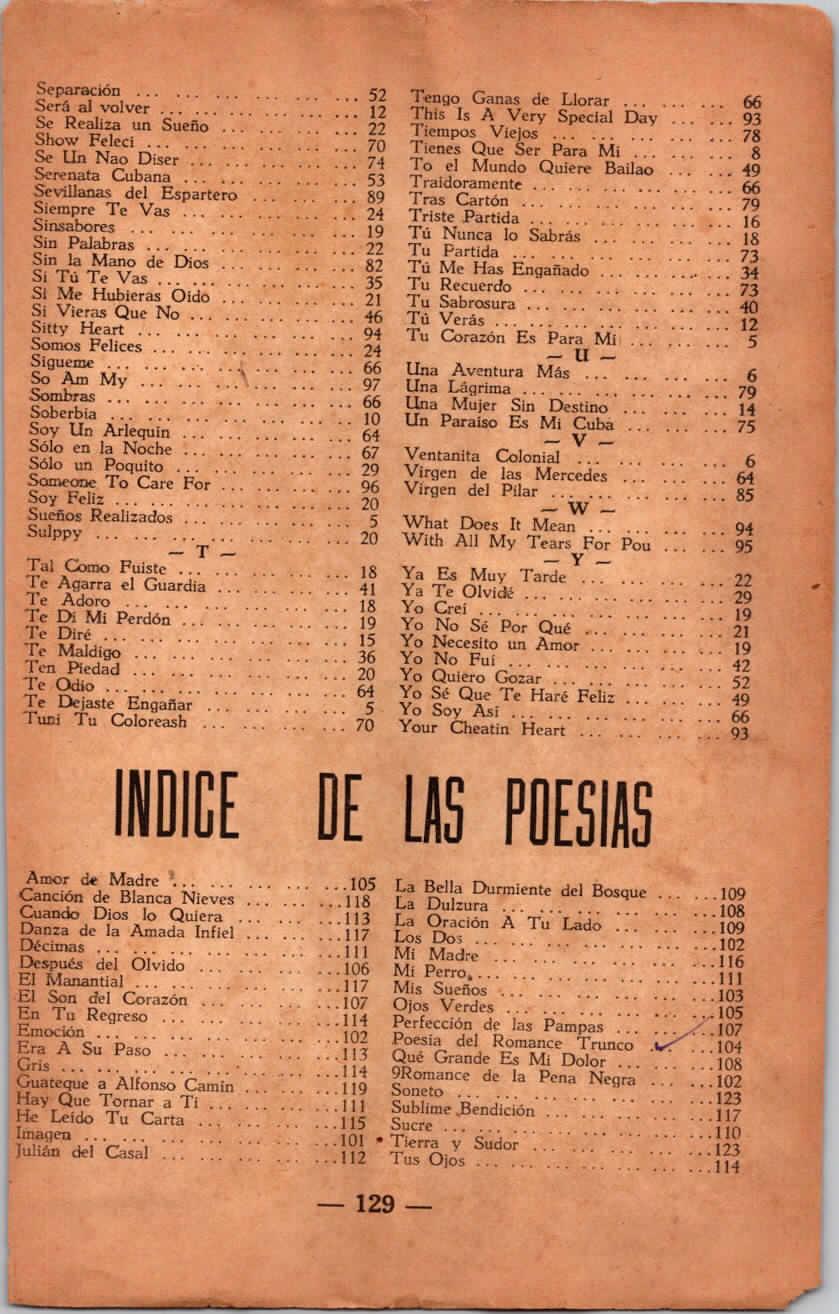 Separación ... ... ... ... ... ... 52
Será al volver ... ... ... ... ... ... 12
Se Realiza un Sueño ... ... ... ... 22
Show Feleci ... ... ... ... ... ... 70
Se Un Nao Diser ... ... ... ... ... 74
Serenata Cubana ... ... ... ... ... 53
Sevillanas del Espartero ... ... ... ... 89
Siempre Te Vas ... ... ... ... ... 24
Sinsabores ... ... ... ... ... ... 19
Sin Palabras ... ... ... ... ... ... 22
Sin la Mano de Dios ... ... ... ... 82
Si Tú Te Vas ... ... ... ... ... ... 35
Si Me Hubieras Oído ... ... ... ... 21
Si Vieras Que No ... ... ... ... ... 46
Sitty Heart ... ... ... ... ... ... 94
Somos Felices ... ... ... ... ... ... 24
Sigueme ... ... ... ... ... ... ... 66
So Am My ... ... ... ... ... ... 97
Sombras ... ... ... ... ... ... ... 66
Soberbia ... ... ... ... ... ... ... 10
Soy Un Arlequin ... ... ... ... ... 64
Sólo en la Noche ... ... ... ... ... 67
Sólo un Poquito ... ... ... ... ... 29
Someone To Care For ... ... ... ... 96
Soy Feliz ... ... ... ... ... ... ... 20
Sueños Realizados ... ... ... ... ... 5
Sulppy ... ... ... ... ... ... ... 20
— T —
Tal Como Fuiste ... ... ... ... ... 18
Te Agarra el Guardia ... ... ... ... 41
Te Adoro ... ... ... ... ... ... 18
Te Di Mi Perdón ... ... ... ... ... 19
Te Diré ... ... ... ... ... ... ... 15
Te Maldigo ... ... ... ... ... ... 36
Ten Piedad ... ... ... ... ... ... 20
Te Odio ... ... ... ... ... ... ... 64
Te Dejaste Engañar ... ... ... ... ... 5
Tuni Tu Coloreash ... ... ... ... ... 70
Tengo Ganas de Llorar ... ... ... ... 66
This Is A Very Special Day ... ... ... 93
Tiempos Viejos ... ... ... ... ... ... 78
Tienes Que Ser Para Mi ... ... ... ... 8
To el Mundo Quiere Bailao ... ... ... 49
Traidoramente ... ... ... ... ... ... 66
Tras Cartón ... ... ... ... ... ... 79
Triste Partida ... ... ... ... ... ... 16
Tú Nunca lo Sabrás ... ... ... ... 18
Tu Partida ... ... ... ... ... ... 73
Tú Me Has Engañado ... ... ... ... 34
Tu Recuerdo ... ... ... ... ... ... 73
Tu Sabrosura ... ... ... ... ... ... 40
Tú Verás ... ... ... ... ... ... ... 12
Tu Corazón Es Para Mi ... ... ... ... 5
— U —
Una Aventura Más ... ... ... ... ... 6
Una Lágrima ... ... ... ... ... ... 79
Una Mujer Sin Destino ... ... ... ... 14
Un Paraiso Es Mi Cuba ... ... ... ... 75
— V —
Ventanita Colonial ... ... ... ... ... 6
Virgen de las Mercedes ... ... ... ... 64
Virgen del Pilar ... ... ... ... ... ... 85
— W —
What Does It Mean ... ... ... ... ... 94
With All My Tears For Pou ... ... ... 95
— Y —
Ya Es Muy Tarde ... ... ... ... ... 22
Ya Te Olvidé ... ... ... ... ... ... 29
Yo Creí ... ... ... ... ... ... ... 19
Yo No Sé Por Qué ... ... ... ... ... 21
Yo Necesito un Amor ... ... ... ... 19
Yo No Fuí ... ... ... ... ... ... 42
Yo Quiero Gozar ... ... ... ... ... 52
Yo Sé Que Te Haré Feliz ... ... ... 49
Yo Soy Así ... ... ... ... ... ... 66
Your Cheatin Heart ... ... ... ... ... 93
INDICE DE LAS POESIAS
Amor de Madre ... ... ... ... ... ...105
Canción de Blanca Nieves ... ... ... ...118
Cuando Dios lo Quiera ... ... ... ...113
Danza de la Amada Infiel ... ... ... ...117
Décimas ... ... ... ... ... ... ...111
Después del Olvido ... ... ... ... ...106
El Manantial ... ... ... ... ... ...117
El Son del Corazón ... ... ... ... ...107
En Tu Regreso ... ... ... ... ... ...114
Emoción ... ... ... ... ... ... ...102
Era A Su Paso ... ... ... ... ... ...113
Gris ... ... ... ... ... ... ... ...114
Guateque a Alfonso Camín ... ... ... ...119
Hay Que Tornar a Ti ... ... ... ... ...111
He Leído Tu Carta ... ... ... ... ...115
Imagen ... ... ... ... ... ... ...101
Julián del Casal ... ... ... ... ... ...112
La Bella Durmiente del Bosque ... ... ...109
La Dulzura ... ... ... ... ... ... ...108
La Oración A Tu Lado ... ... ... ...109
Los Dos ... ... ... ... ... ... ...102
Mi Madre ... ... ... ... ... ... ...116
Mi Perro ... ... ... ... ... ... ...111
Mis Sueños ... ... ... ... ... ... ...103
Ojos Verdes ... ... ... ... ... ... ...105
Perfección de las Pampas ... ... ... ...107
Poesía del Romance Trunco ... ...104
Qué Grande Es Mi Dolor ... ... ... ...108
9Romance de la Pena Negra ... ... ...102
Soneto ... ... ... ... ... ... ... ...123
Sublime Bendición ... ... ... ... ... ...117
Sucre ... ... ... ... ... ... ... ...110
Tierra y Sudor ... ... ... ... ... ...123
Tus Ojos ... ... ... ... ... ... ...114
— 129 —